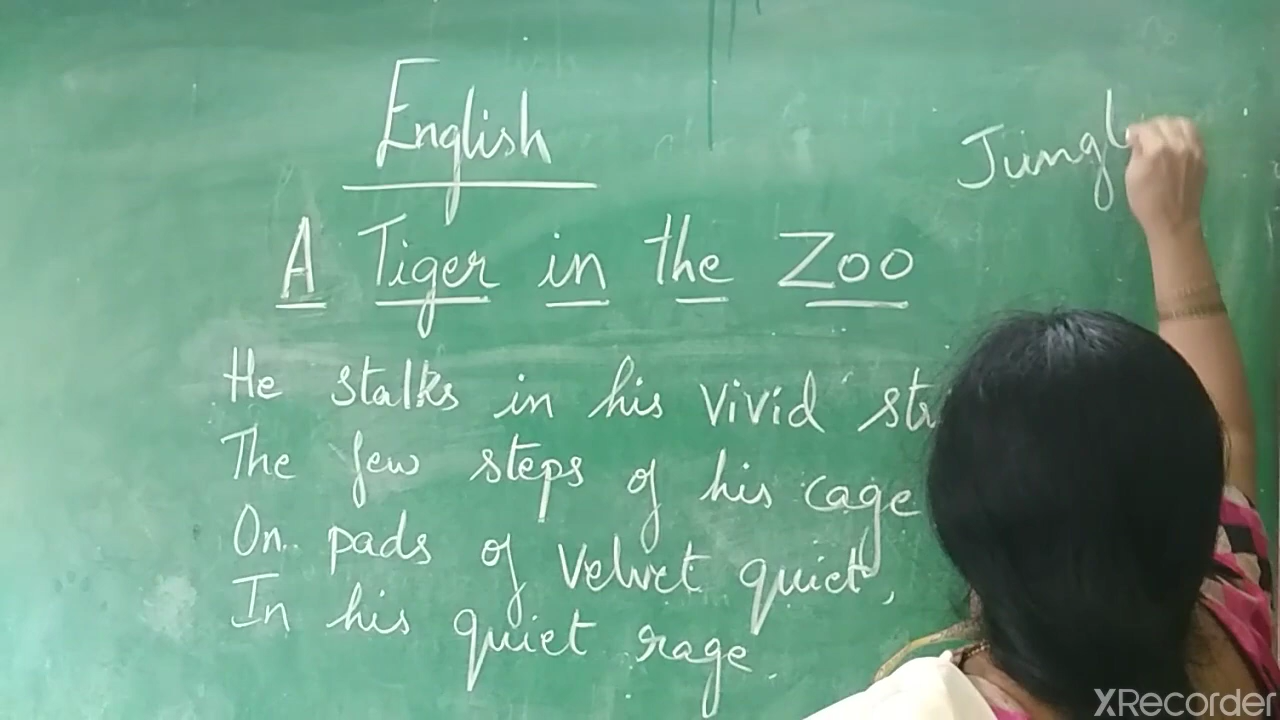 English
Jungl
A Tiger in the Zoo
He stalks in his vivid str
The few steps of his cage
On pads of velvet quiet,
In his quiet rage
XRecorder